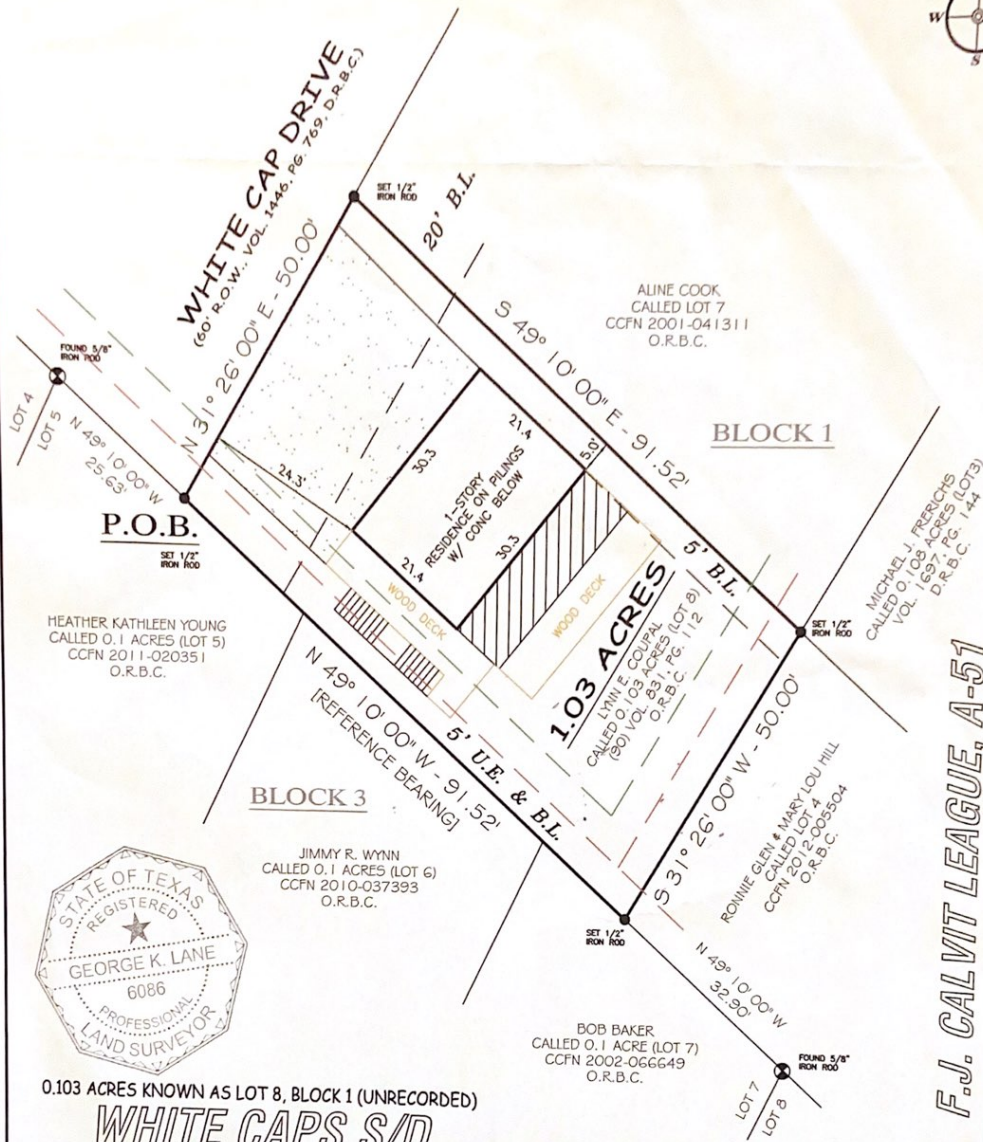 W
S
WHITE CAP DRIVE
(60' R.O.W., VOL. 1446, PG. 769, D.R.B.C.)
SET 1/2"
IRON ROD
20' B.L.
N 31° 26' 00" E - 50.00'
S 49° 10' 00" E - 91.52'
ALINE COOK
CALLED LOT 7
CCFN 2001-041311
O.R.B.C.
BLOCK 1
FOUND 5/8"
IRON ROD
LOT 4
LOT 5
N 49° 10' 00" W
25.63'
P.O.B.
SET 1/2"
IRON ROD
24.3'
30.3
21.4
5.0'
1-STORY
RESIDENCE ON PILINGS
W/ CONC BELOW
30.3
21.4
WOOD DECK
WOOD DECK
5' B.L.
MICHAEL J. FRERICHS
CALLED 0.108 ACRES (LOT3)
VOL. 1697, PG. 144
D.R.B.C.
SET 1/2"
IRON ROD
HEATHER KATHLEEN YOUNG
CALLED 0.1 ACRES (LOT 5)
CCFN 2011-020351
O.R.B.C.
1.03 ACRES
LYNN E. COUPAL
CALLED 0.103 ACRES (LOT 8)
(90) VOL. 831, PG. 112
O.R.B.C.
N 49° 10' 00" W - 91.52'
[REFERENCE BEARING]
5' U.E. & B.L.
S 31° 26' 00" W - 50.00'
RONNIE GLEN & MARY LOU HILL
CALLED LOT 4
CCFN 2012-005504
O.R.B.C.
BLOCK 3
JIMMY R. WYNN
CALLED 0.1 ACRES (LOT 6)
CCFN 2010-037393
O.R.B.C.
SET 1/2"
IRON ROD
N 49° 10' 00" W
32.90'
BOB BAKER
CALLED 0.1 ACRE (LOT 7)
CCFN 2002-066649
O.R.B.C.
FOUND 5/8"
IRON ROD
LOT 7
LOT 8
F.J. CALVIT LEAGUE, A-51
STATE OF TEXAS
REGISTERED
GEORGE K. LANE
6086
PROFESSIONAL
LAND SURVEYOR
0.103 ACRES KNOWN AS LOT 8, BLOCK 1 (UNRECORDED)
WHITE CAPS S/D